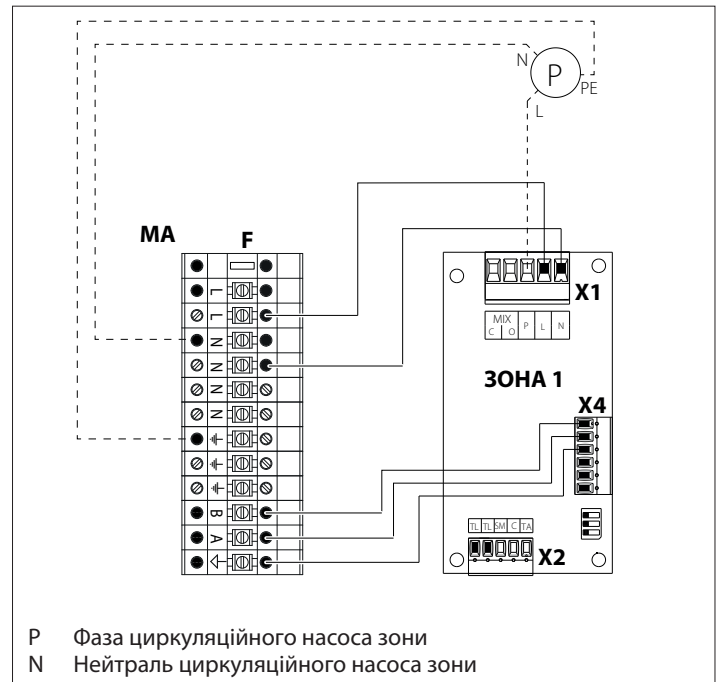 N
P
PE
L
MA
F
L
L
N
N
N
N
B
A
X1
MIX
C O P L N
ЗОНА 1
X4
TL TL SM C TA
X2
P Фаза циркуляційного насоса зони
N Нейтраль циркуляційного насоса зони